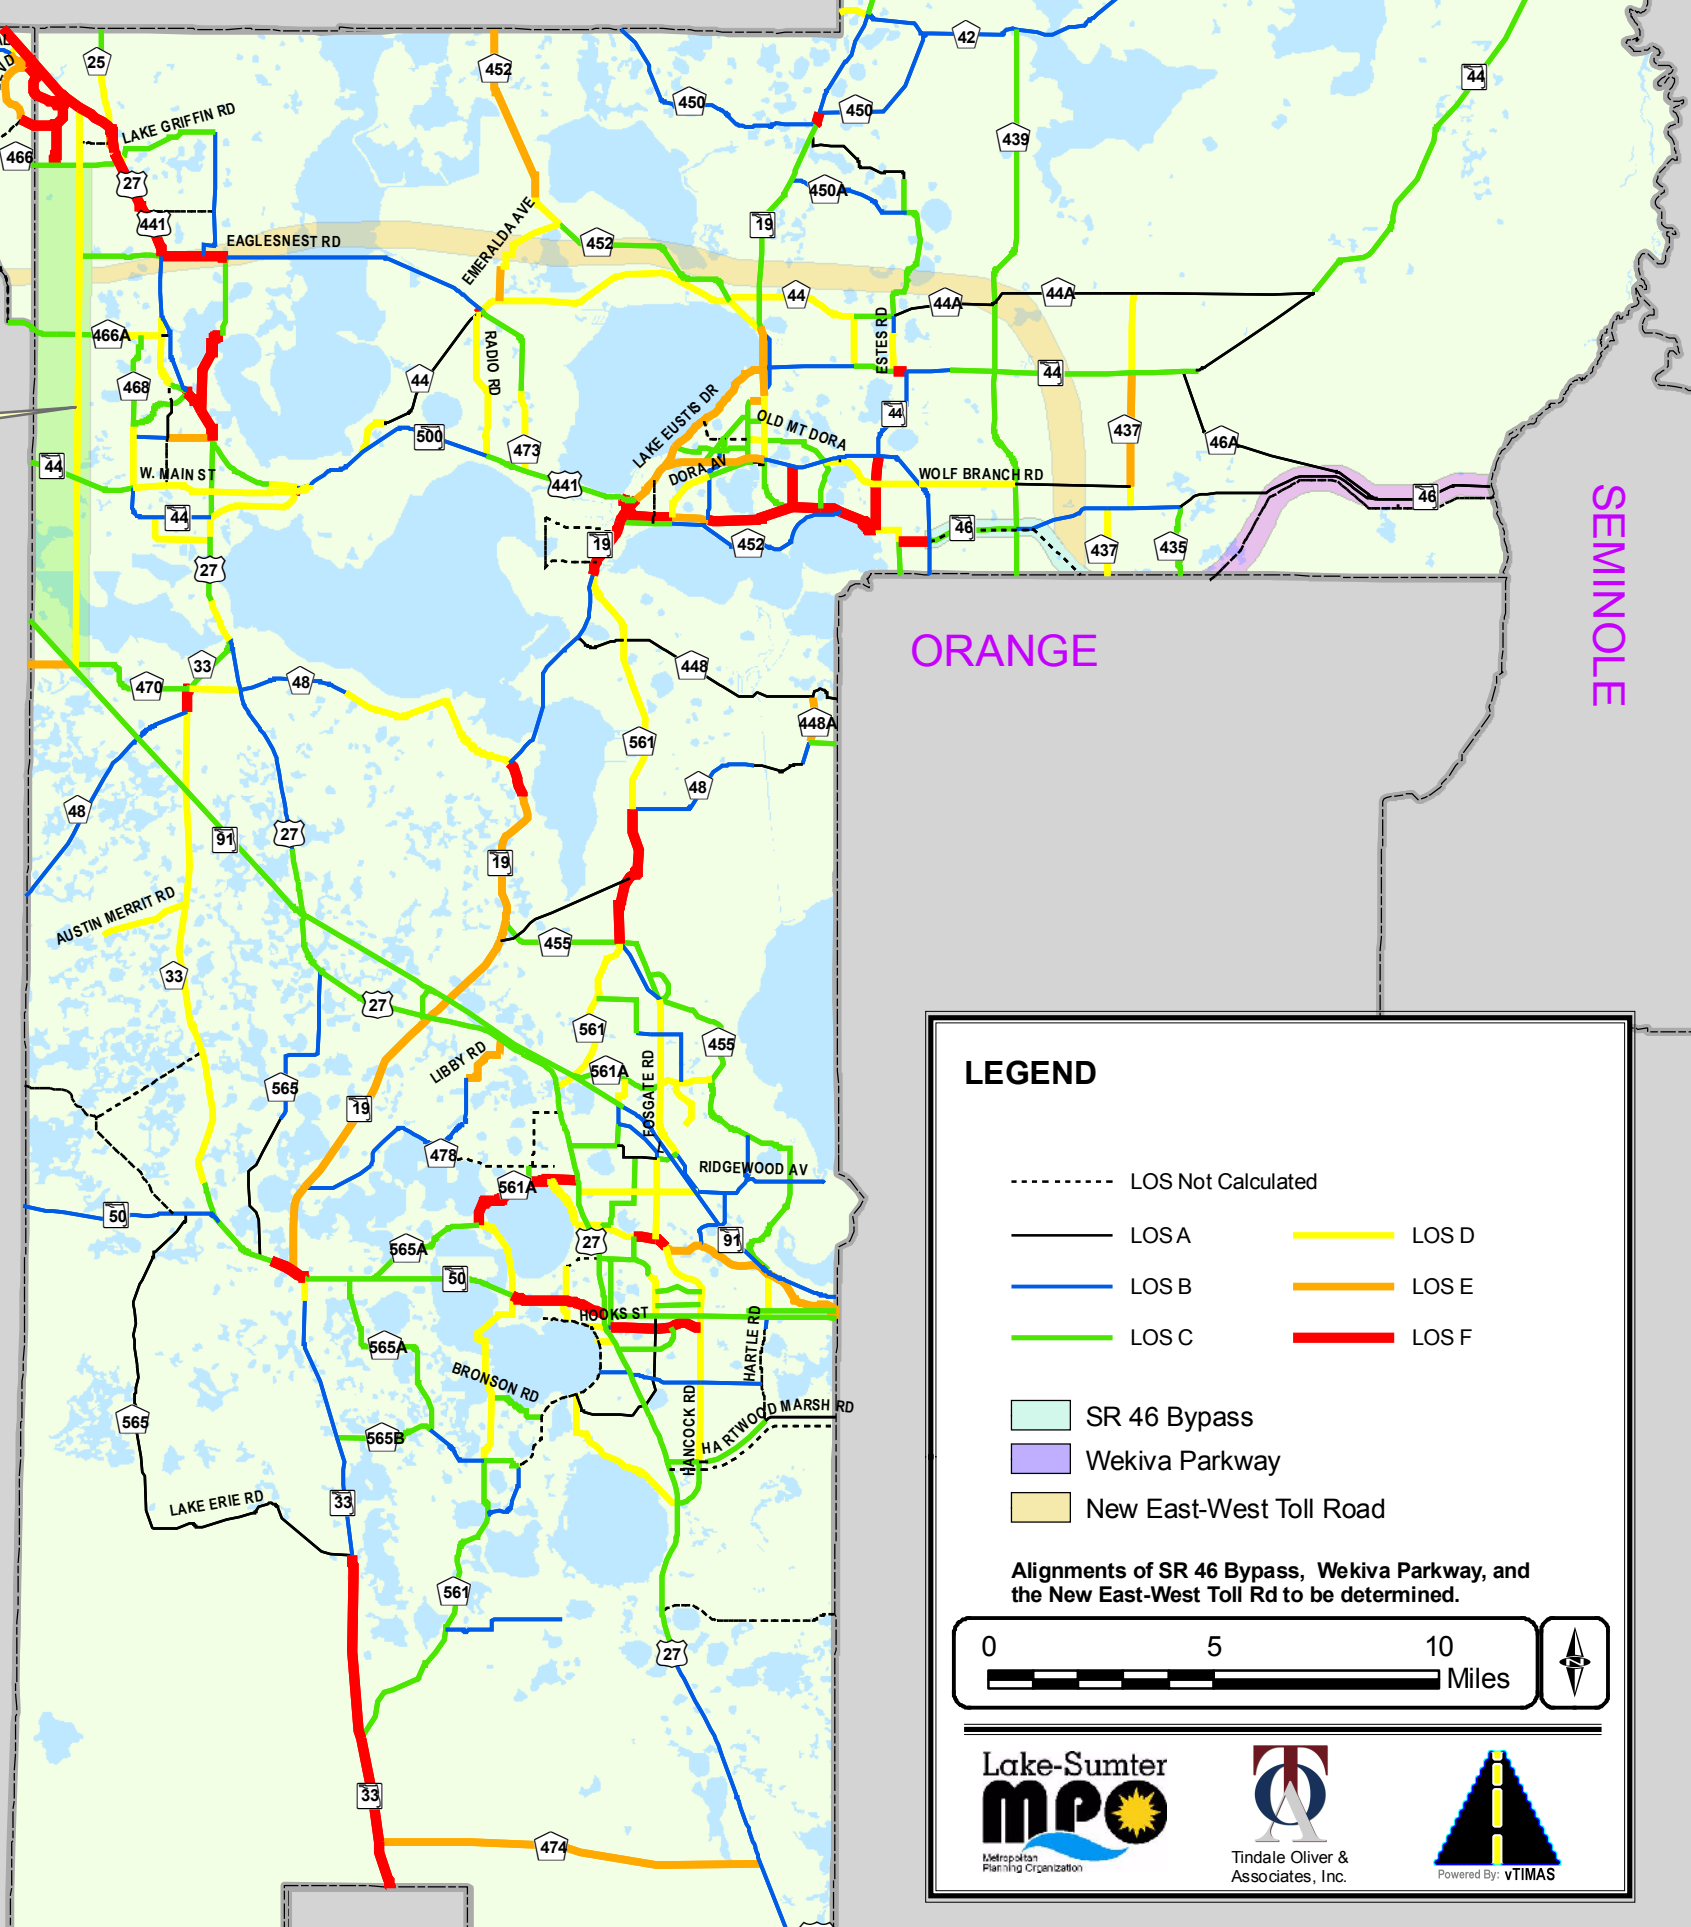 25
452
42
450
450
44
439
LAKE GRIFFIN RD
466
27
450A
441
19
EMERALDA AVE
EAGLESNEST RD
452
44
44A
44A
466A
ESTES RD
RADIO RD
44
44
468
LAKE EUSTIS DR
44
OLD MT DORA
437
500
473
46A
44
W. MAIN ST
DORA AV
WOLF BRANCH RD
441
46
SEMINOLE
44
46
19
452
437
435
27
ORANGE
33
448
470
48
448A
561
48
48
91
27
19
AUSTIN MERRIT RD
455
33
27
561
455
LIBBY RD
561A
FOSGATE RD
LEGEND
565
19
478
RIDGEWOOD AV
LOS Not Calculated
561A
50
LOS A
LOS D
27
91
565A
50
LOS B
LOS E
HOOKS ST
LOS C
LOS F
565A
HARTLE RD
BRONSON RD
HANCOCK RD
HARTWOOD MARSH RD
565
565B
SR 46 Bypass
Wekiva Parkway
LAKE ERIE RD
33
New East-West Toll Road
Alignments of SR 46 Bypass, Wekiva Parkway, and
the New East-West Toll Rd to be determined.
561
0 5 10
27
Miles
N
33
Lake-Sumter
MPO
Metropolitan
Planning Organization
TOA
Tindale Oliver &
Associates, Inc.
Powered By: vTIMAS
474